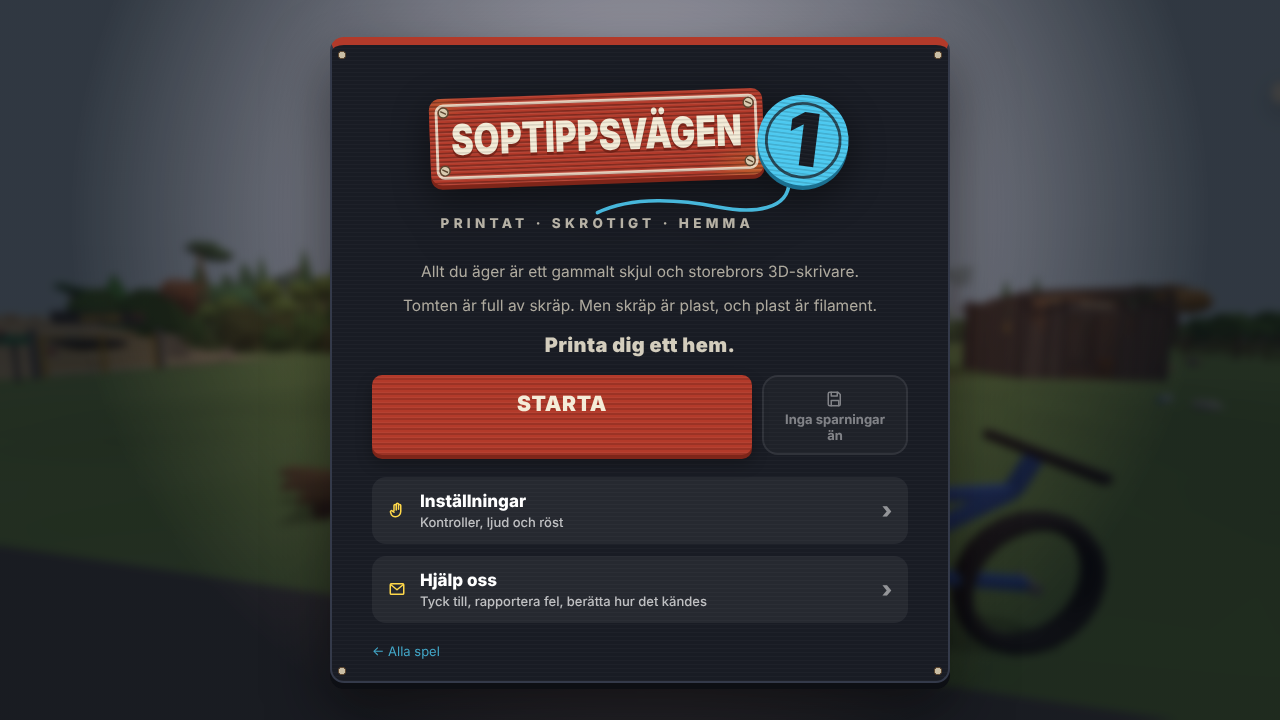 SOPTIPPSVÄGEN 1
PRINTAT · SKROTIGT · HEMMA
Allt du äger är ett gammalt skjul och storebrors 3D-skrivare.
Tomten är full av skräp. Men skräp är plast, och plast är filament.
Printa dig ett hem.
STARTA
Inga sparningar
än
Inställningar
Kontroller, ljud och röst
Hjälp oss
Tyck till, rapportera fel, berätta hur det kändes
← Alla spel